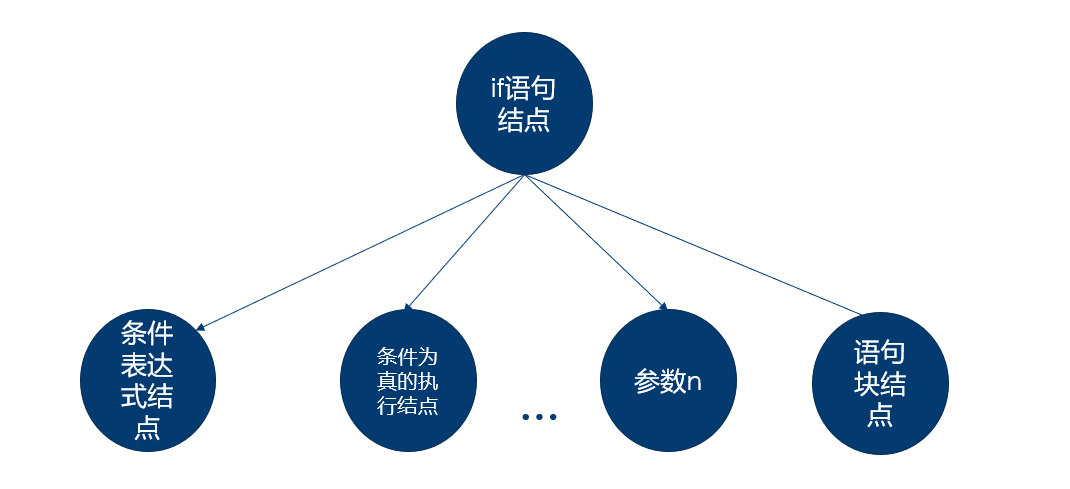 if语句
结点
条件
表达
式结
点
条件为
真的执
行结点
…
参数n
语句
块结
点